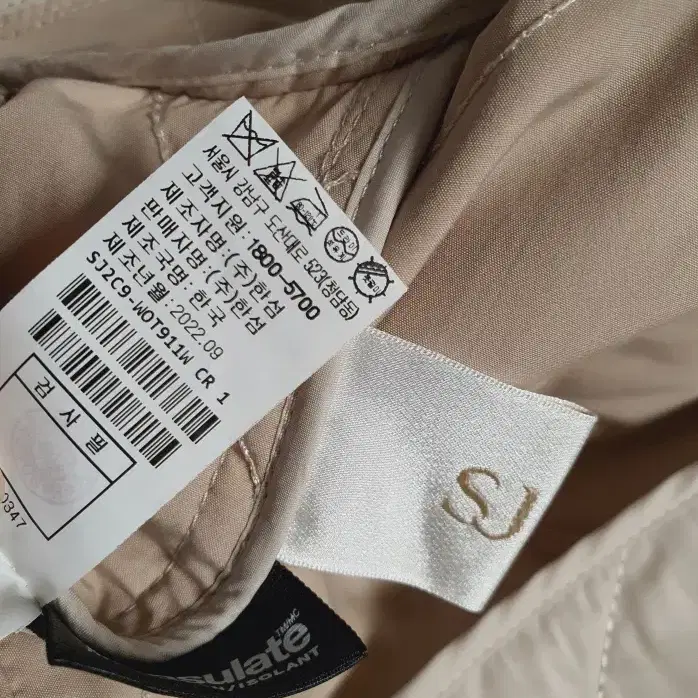 서울시 강남구 도산대로 523(청담동)
고객지원 : 1800-5700
제조자명 : (주)한섬
판매자명 : (주)한섬
제조국명 : 한국
제조년월 : 2022.09
SJ2C9-WOT911W CR 1
검 사 필
0347
SJ
sulate
/ISOLANT